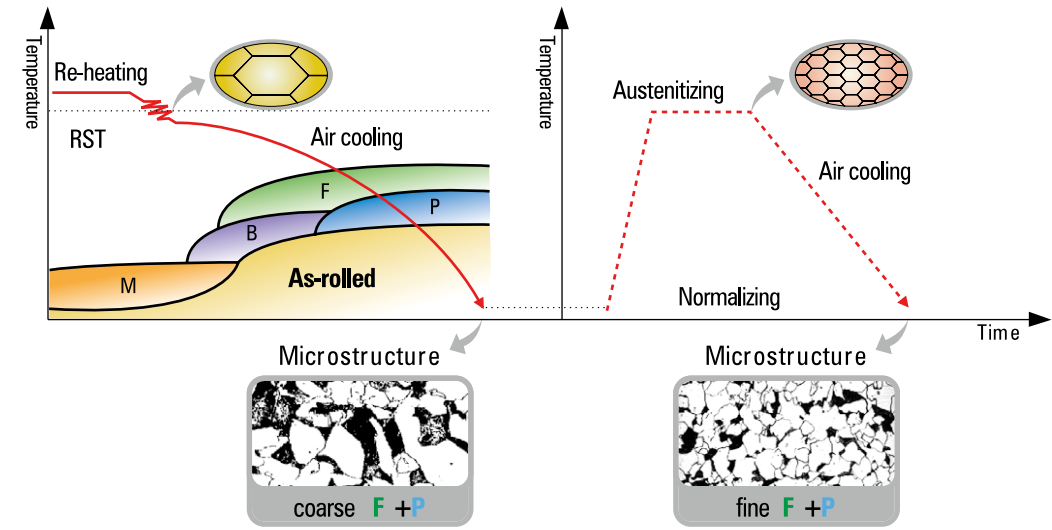 Temperature
Re-heating
RST
Air cooling
F
P
B
M
As-rolled
Temperature
Austenitizing
Air cooling
Normalizing
Time
Microstructure
coarse F +P
Microstructure
fine F +P